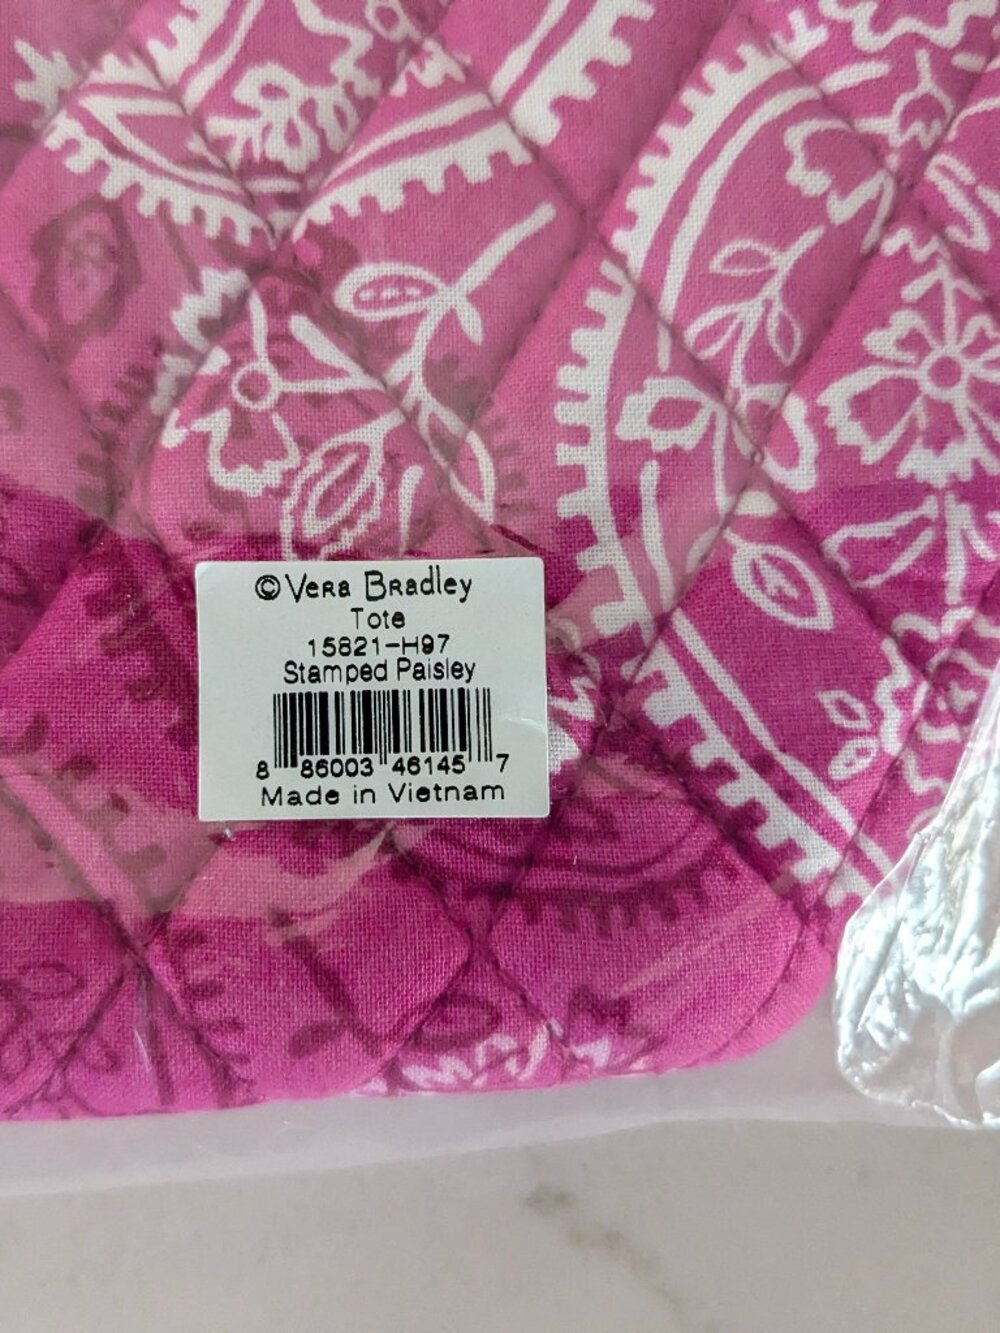 © Vera Bradley
Tote
15821-H97
Stamped Paisley
8 86003 46145 7
Made in Vietnam